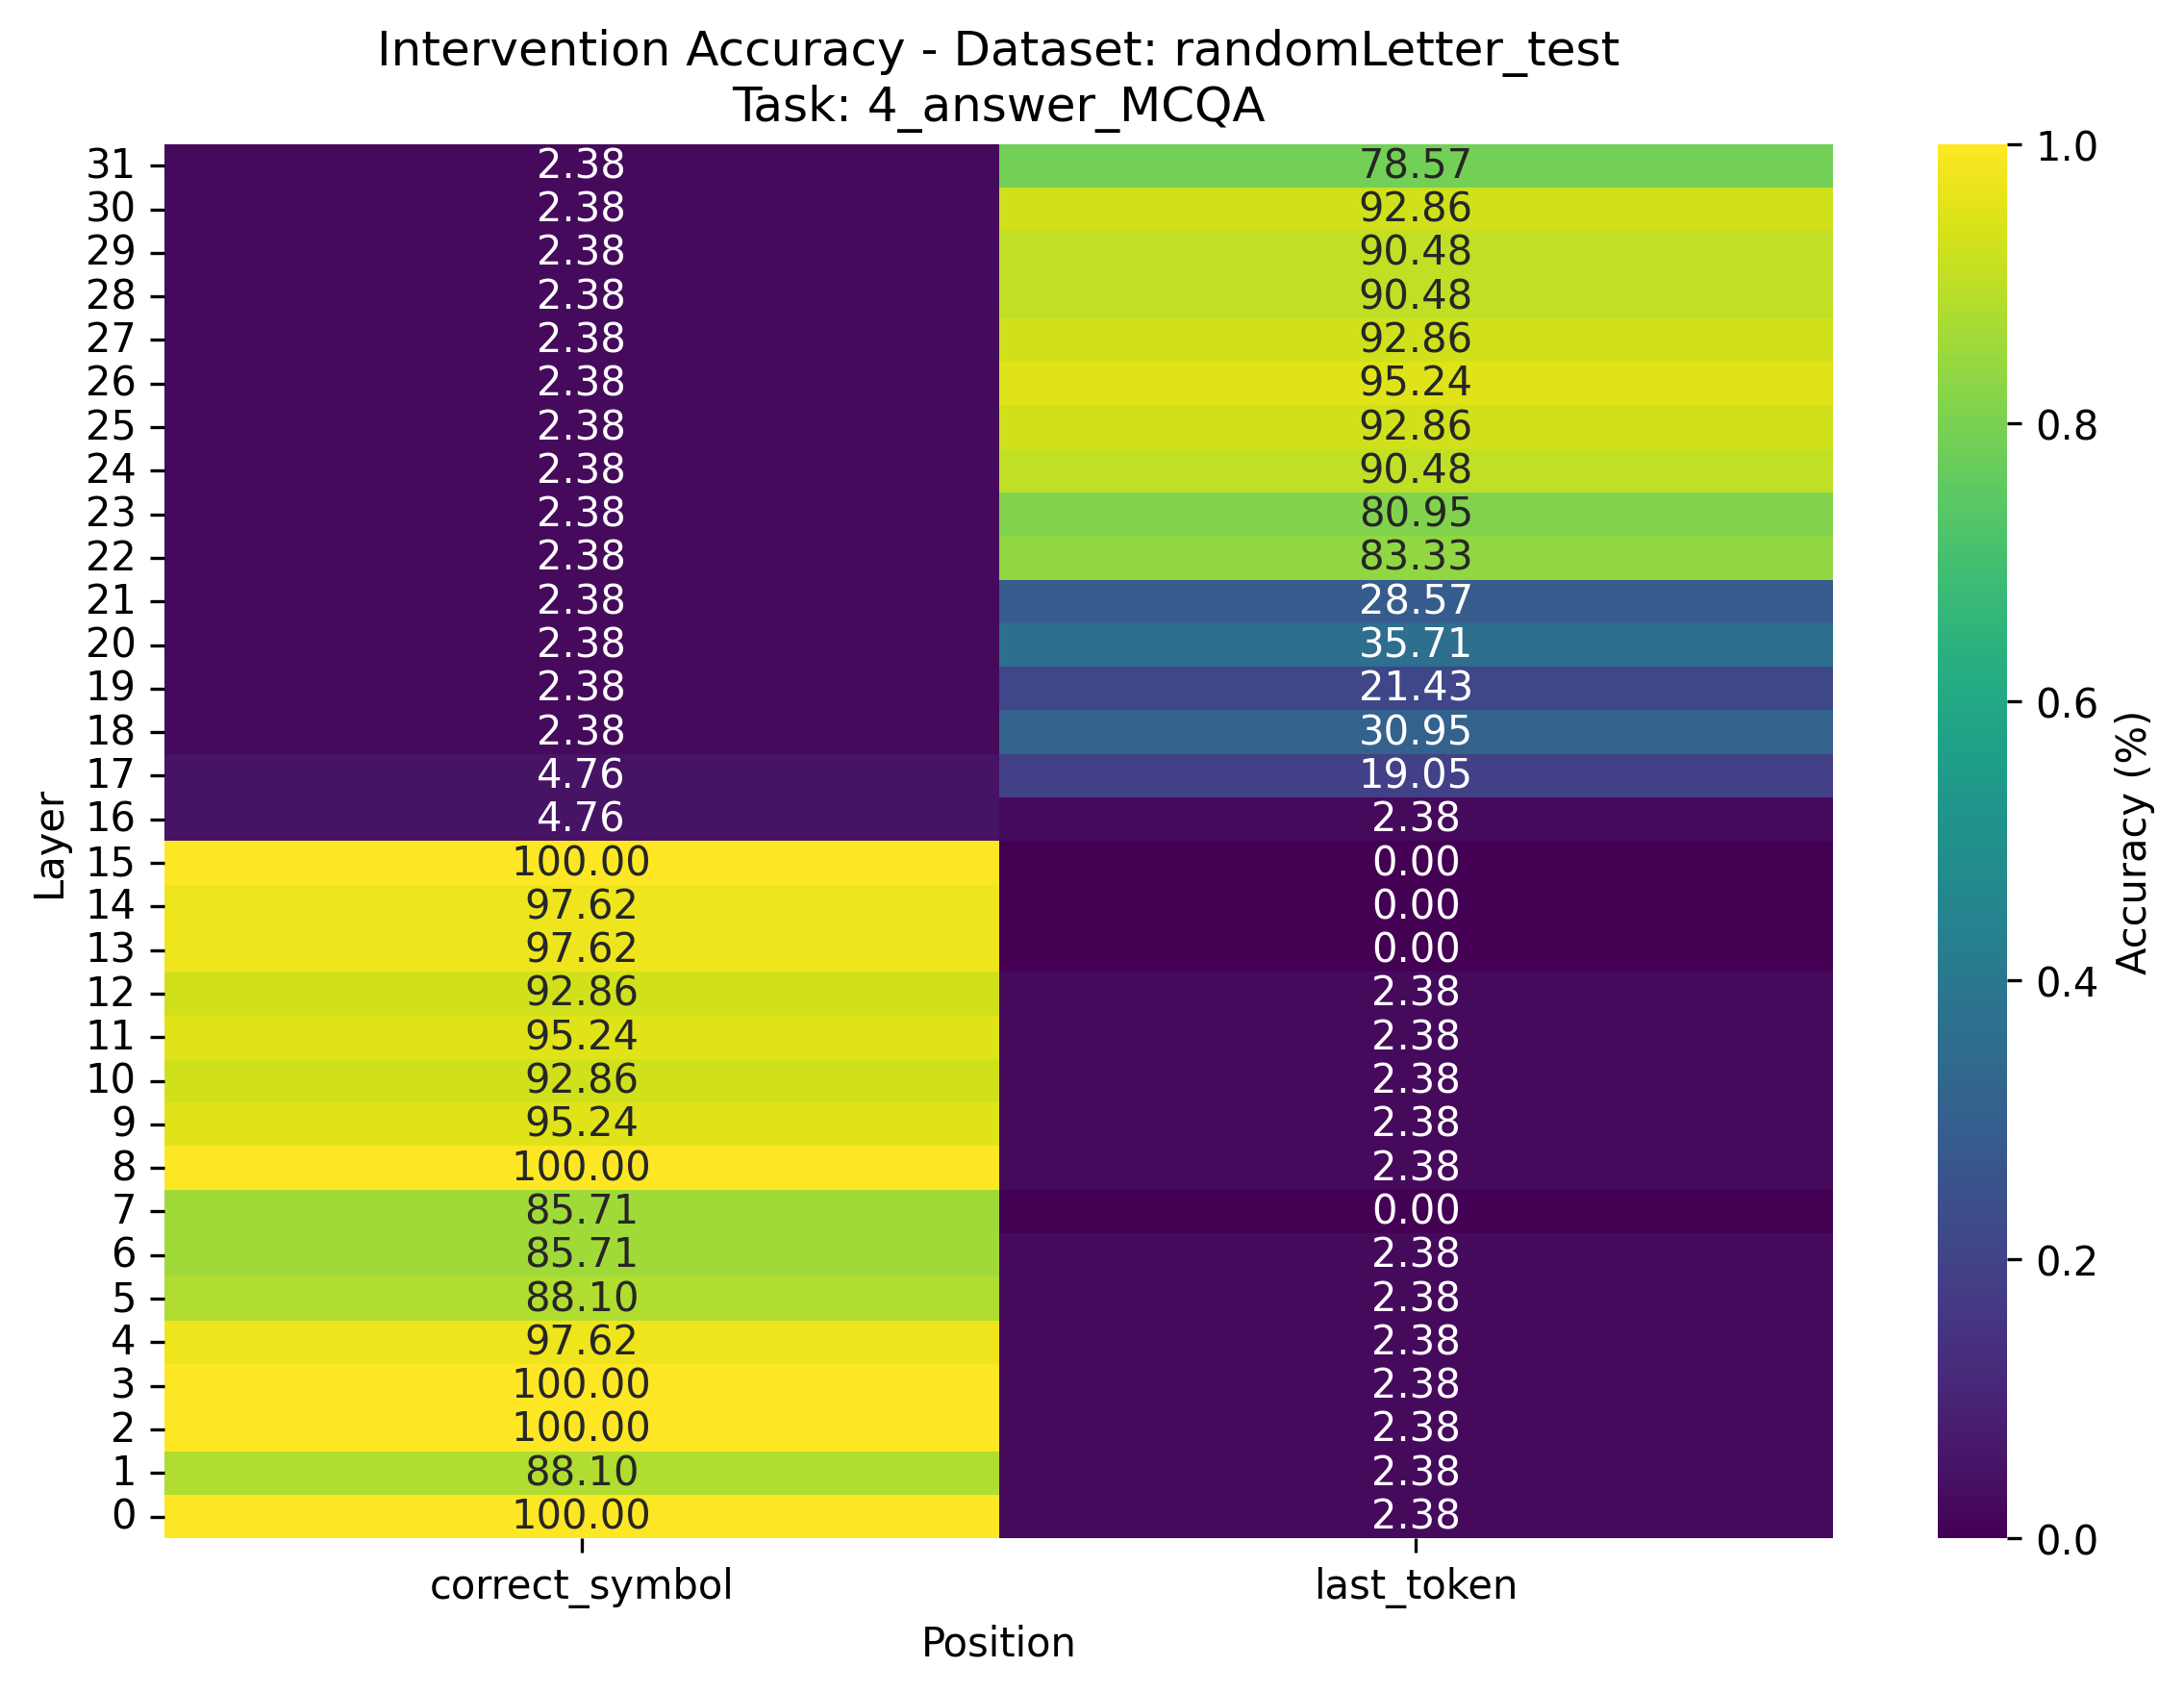 Intervention Accuracy - Dataset: randomLetter_test
Task: 4_answer_MCQA
31 2.38 78.57
30 2.38 92.86
29 2.38 90.48
28 2.38 90.48
27 2.38 92.86
26 2.38 95.24
25 2.38 92.86
24 2.38 90.48
23 2.38 80.95
22 2.38 83.33
21 2.38 28.57
20 2.38 35.71
19 2.38 21.43
18 2.38 30.95
17 4.76 19.05
16 4.76 2.38
15 100.00 0.00
14 97.62 0.00
13 97.62 0.00
12 92.86 2.38
11 95.24 2.38
10 92.86 2.38
9 95.24 2.38
8 100.00 2.38
7 85.71 0.00
6 85.71 2.38
5 88.10 2.38
4 97.62 2.38
3 100.00 2.38
2 100.00 2.38
1 88.10 2.38
0 100.00 2.38
correct_symbol last_token
Position
Layer
1.0
0.8
0.6
0.4
0.2
0.0
Accuracy (%)